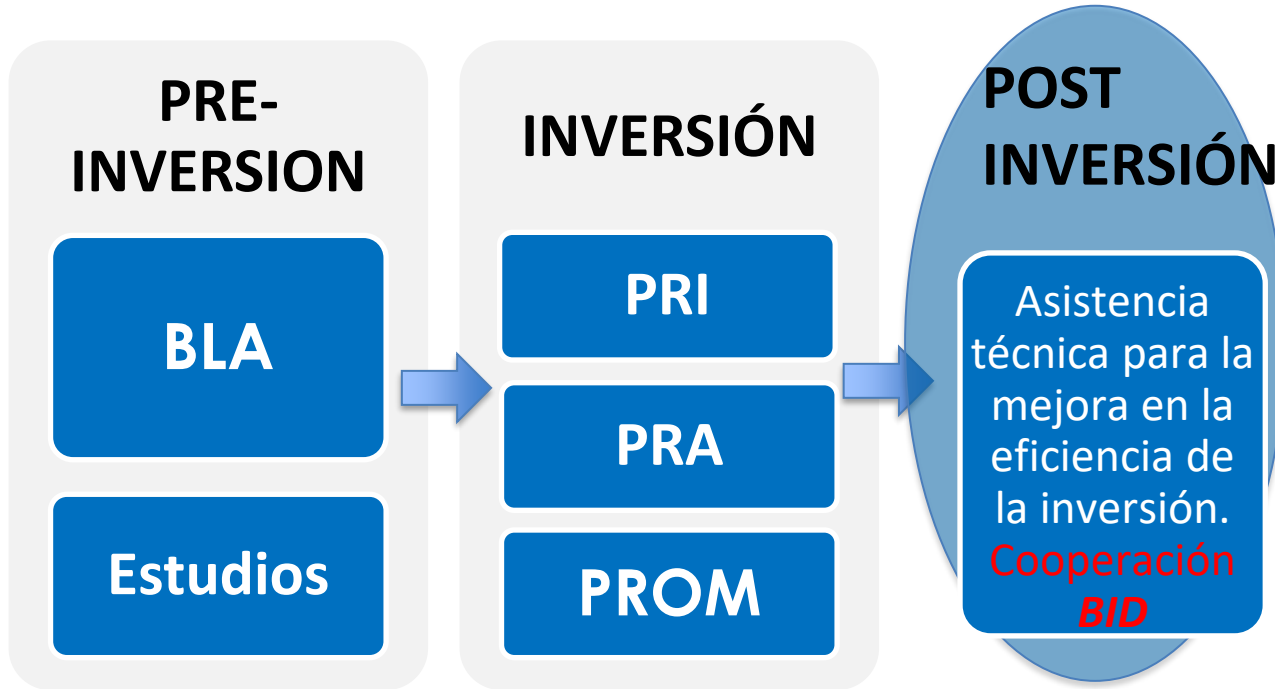 PRE-
INVERSION
BLA
Estudios
INVERSIÓN
PRI
PRA
PROM
POST
INVERSIÓN
Asistencia
técnica para la
mejora en la
eficiencia de
la inversión.
Cooperación
BID